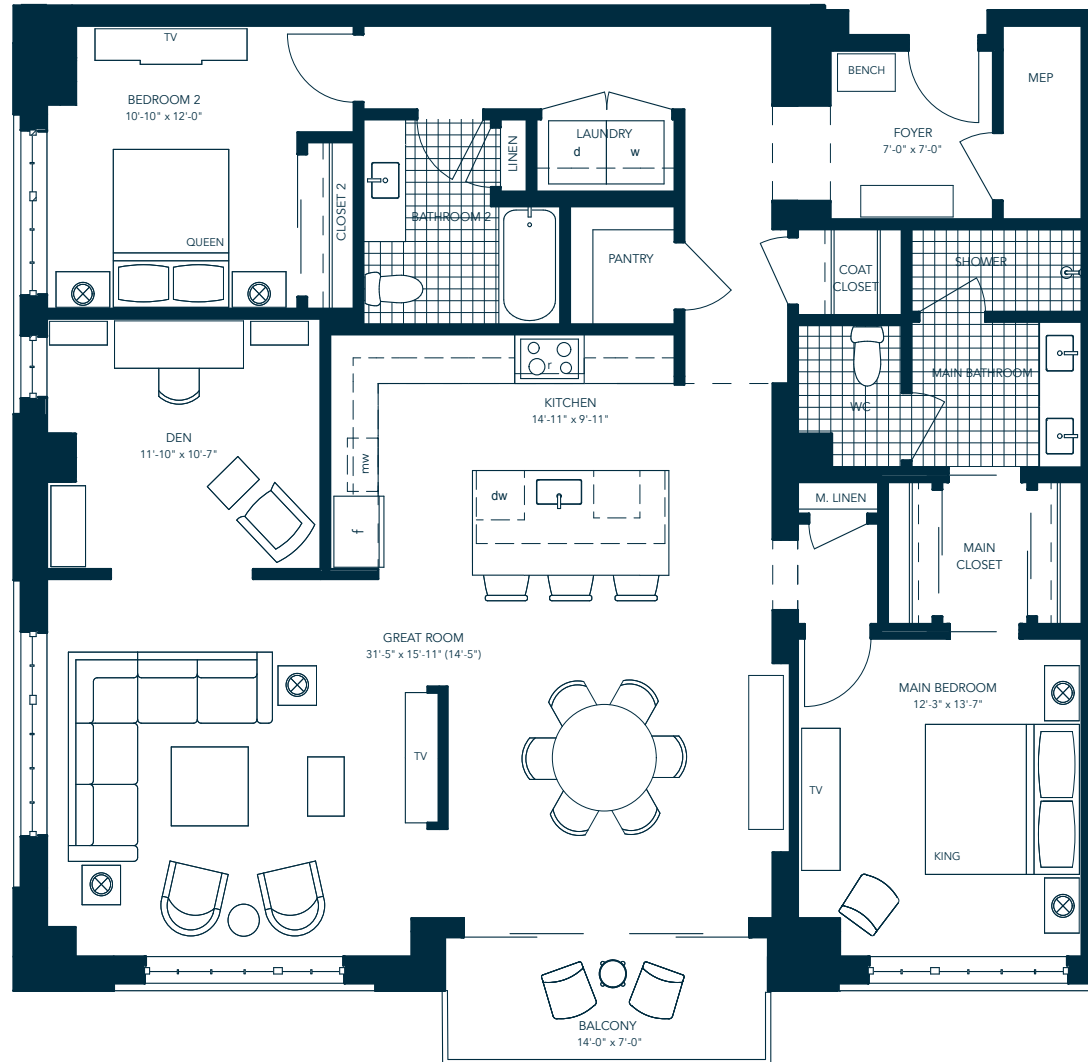 TV
BENCH
MEP
BEDROOM 2
10'-10" x 12'-0"
LAUNDRY
d
w
FOYER
7'-0" x 7'-0"
LINEN
CLOSET 2
BATHROOM 2
QUEEN
PANTRY
COAT
CLOSET
SHOWER
r
MAIN BATHROOM
KITCHEN
14'-11" x 9'-11"
WC
DEN
11'-10" x 10'-7"
mw
dw
M. LINEN
f
MAIN
CLOSET
GREAT ROOM
31'-5" x 15'-11" (14'-5")
MAIN BEDROOM
12'-3" x 13'-7"
TV
TV
KING
BALCONY
14'-0" x 7'-0"